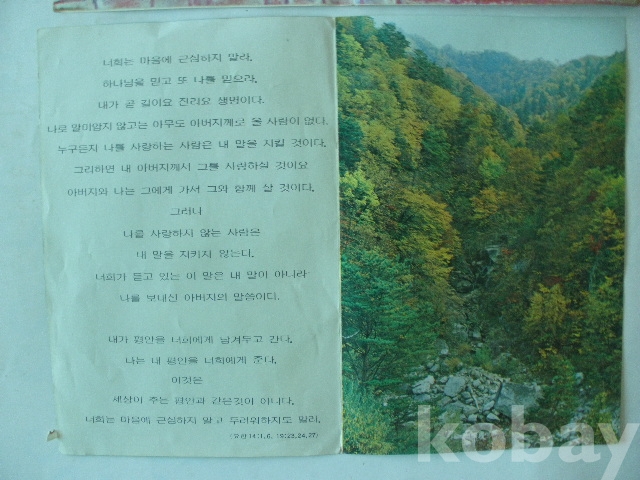 너희는 마음에 근심하지 말라.
하나님을 믿고 또 나를 믿으라.
내가 곧 길이요 진리요 생명이다.
나로 말미암지 않고는 아무도 아버지께로 올 사람이 없다.
누구든지 나를 사랑하는 사람은 내 말을 지킬 것이다.
그리하면 내 아버지께서 그를 사랑하실 것이요
아버지와 나는 그에게 가서 그와 함께 살 것이다.
그러나
나를 사랑하지 않는 사람은
내 말을 지키지 않는다.
너희가 듣고 있는 이 말은 내 말이 아니라
나를 보내신 아버지의 말씀이다.
내가 평안을 너희에게 남겨두고 간다.
나는 내 평안을 너희에게 준다.
이것은
세상이 주는 평안과 같은것이 아니다.
너희는 마음에 근심하지 말고 두려워하지도 말라.
kobay